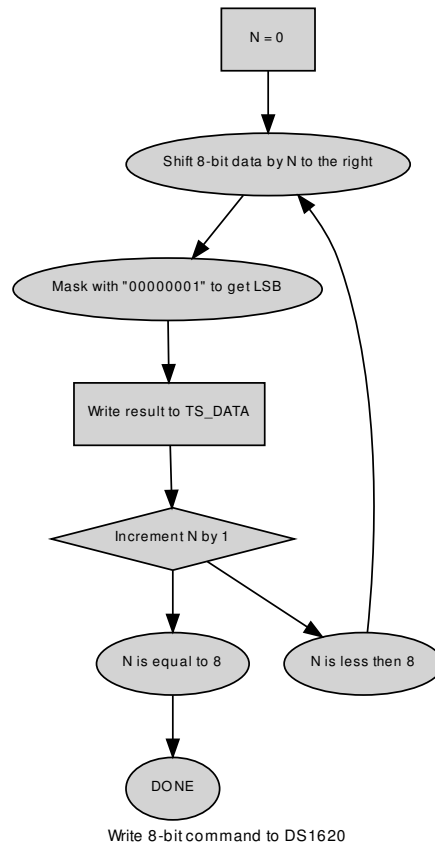 N = 0
Shift 8-bit data by N to the right
Mask with "00000001" to get LSB
Write result to TS_DATA
Increment N by 1
N is equal to 8
N is less then 8
DONE
Write 8-bit command to DS1620